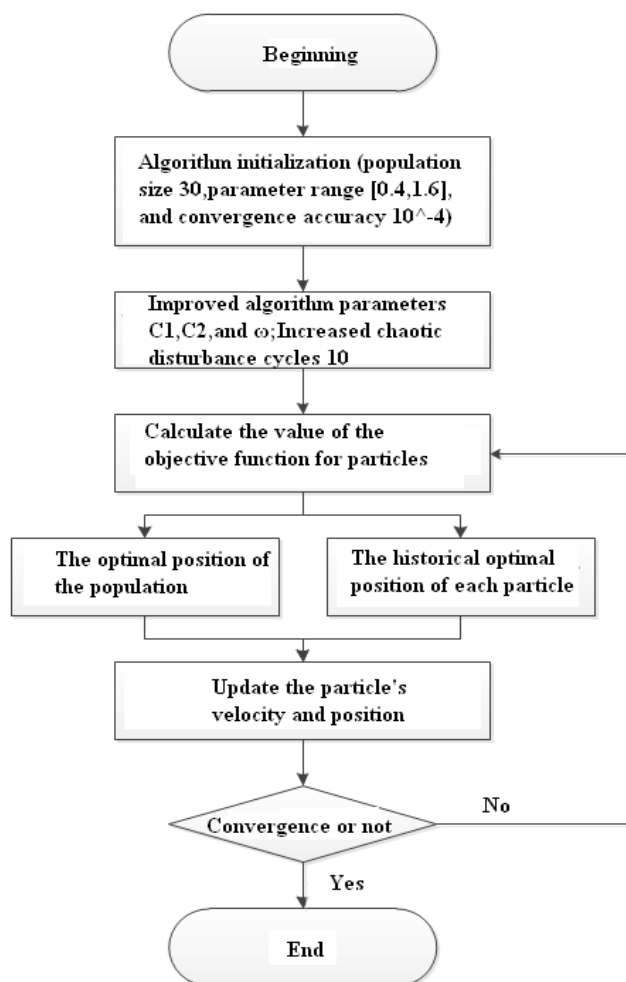 Beginning
Algorithm initialization (population
size 30,parameter range [0.4,1.6],
and convergence accuracy 10^-4)
Improved algorithm parameters
C1,C2,and ω;Increased chaotic
disturbance cycles 10
Calculate the value of the
objective function for particles
The optimal position of
the population
The historical optimal
position of each particle
Update the particle's
velocity and position
Convergence or not
No
Yes
End